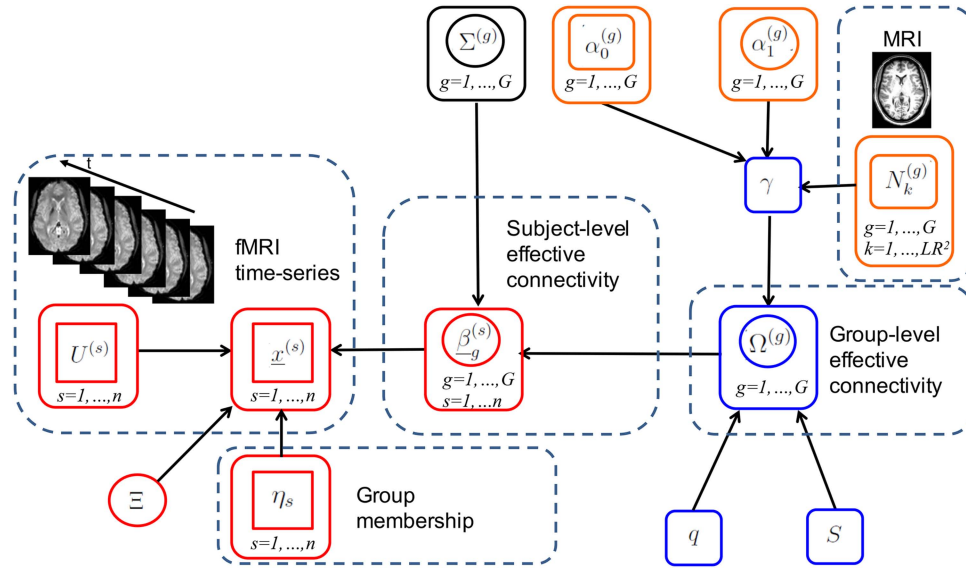 Σ^(g)
g=1,...,G
α_0^(g)
g=1,...,G
α_1^(g)
g=1,...,G
MRI
N_k^(g)
g=1,...,G
k=1,...,LR²
γ
t
fMRI
time-series
Subject-level
effective
connectivity
U^(s)
s=1,...,n
x^(s)
s=1,...,n
β_g^(s)
g=1,...,G
s=1,...n
Ω^(g)
g=1,...,G
Group-level
effective
connectivity
Ξ
η_s
s=1,...,n
Group
membership
q
S